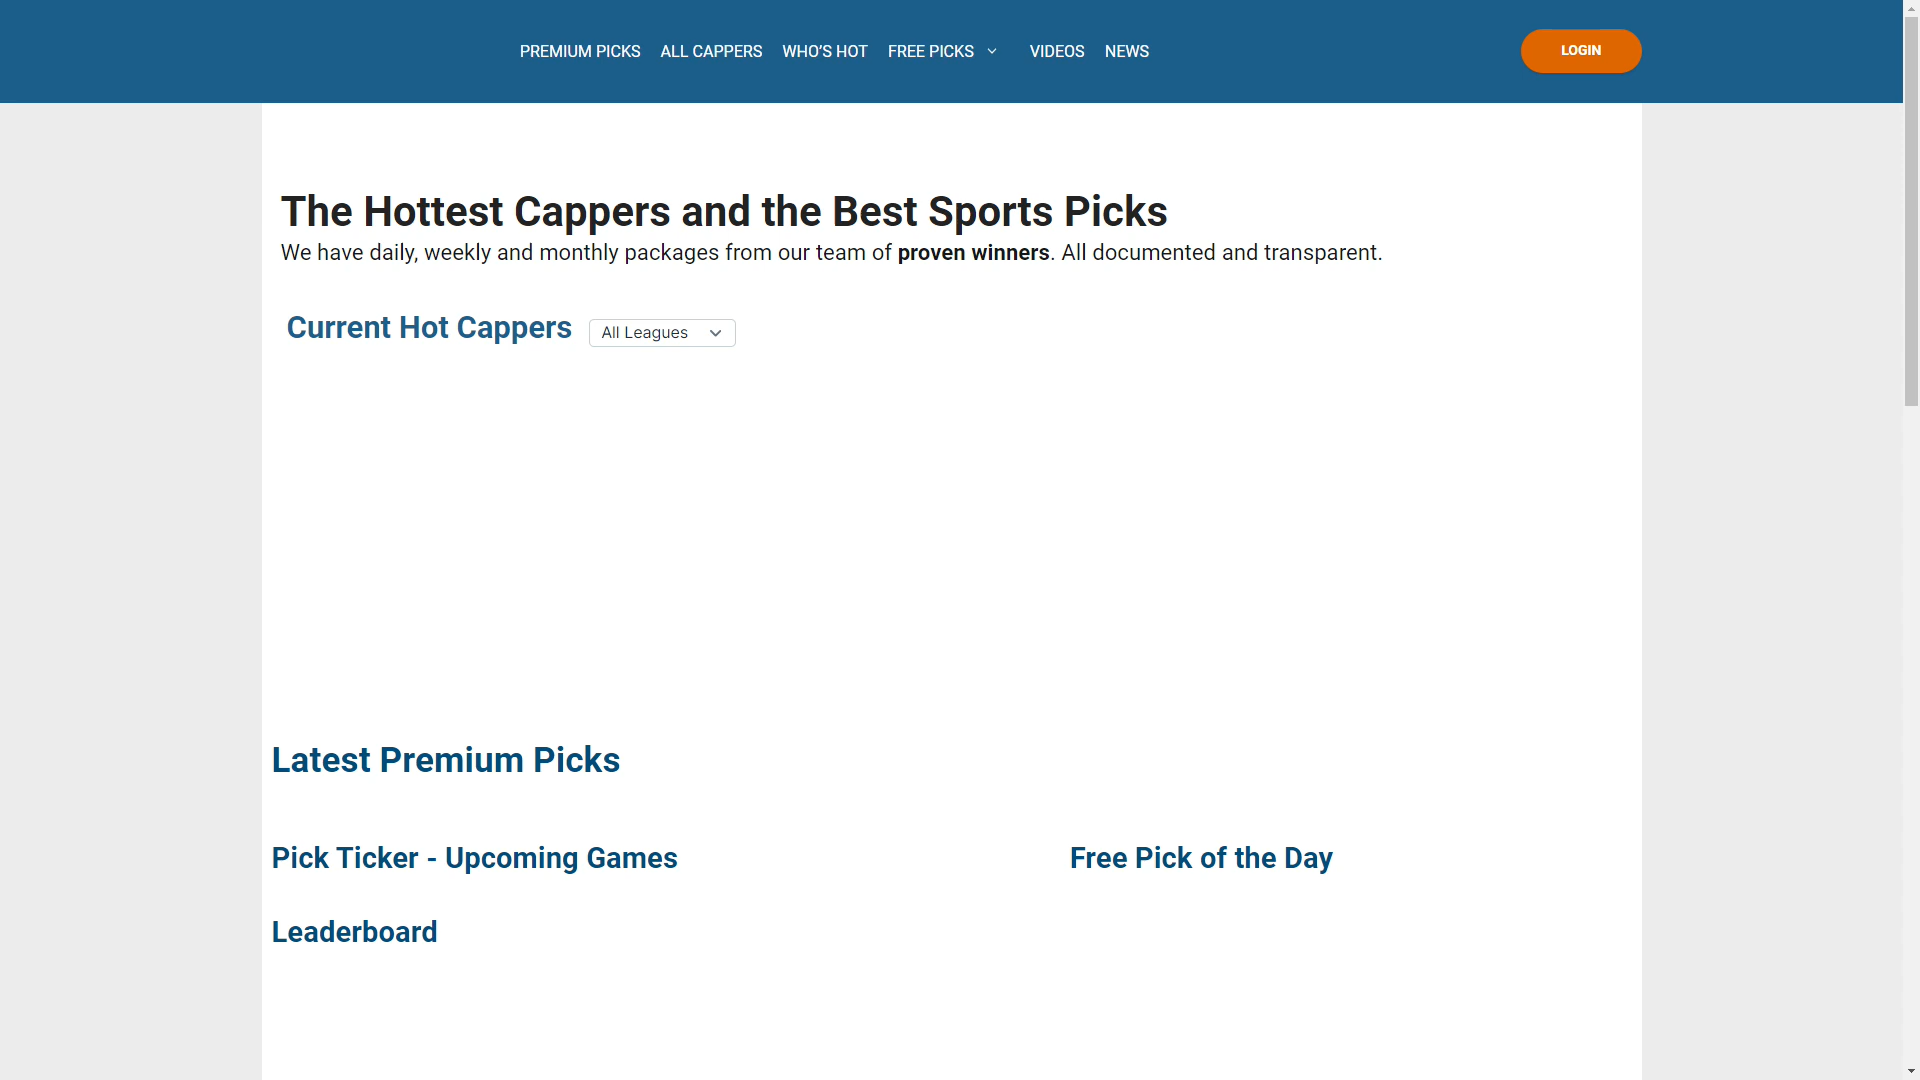 PREMIUM PICKS ALL CAPPERS WHO’S HOT FREE PICKS VIDEOS NEWS LOGIN
The Hottest Cappers and the Best Sports Picks
We have daily, weekly and monthly packages from our team of proven winners. All documented and transparent.
Current Hot Cappers All Leagues
Latest Premium Picks
Pick Ticker - Upcoming Games
Free Pick of the Day
Leaderboard